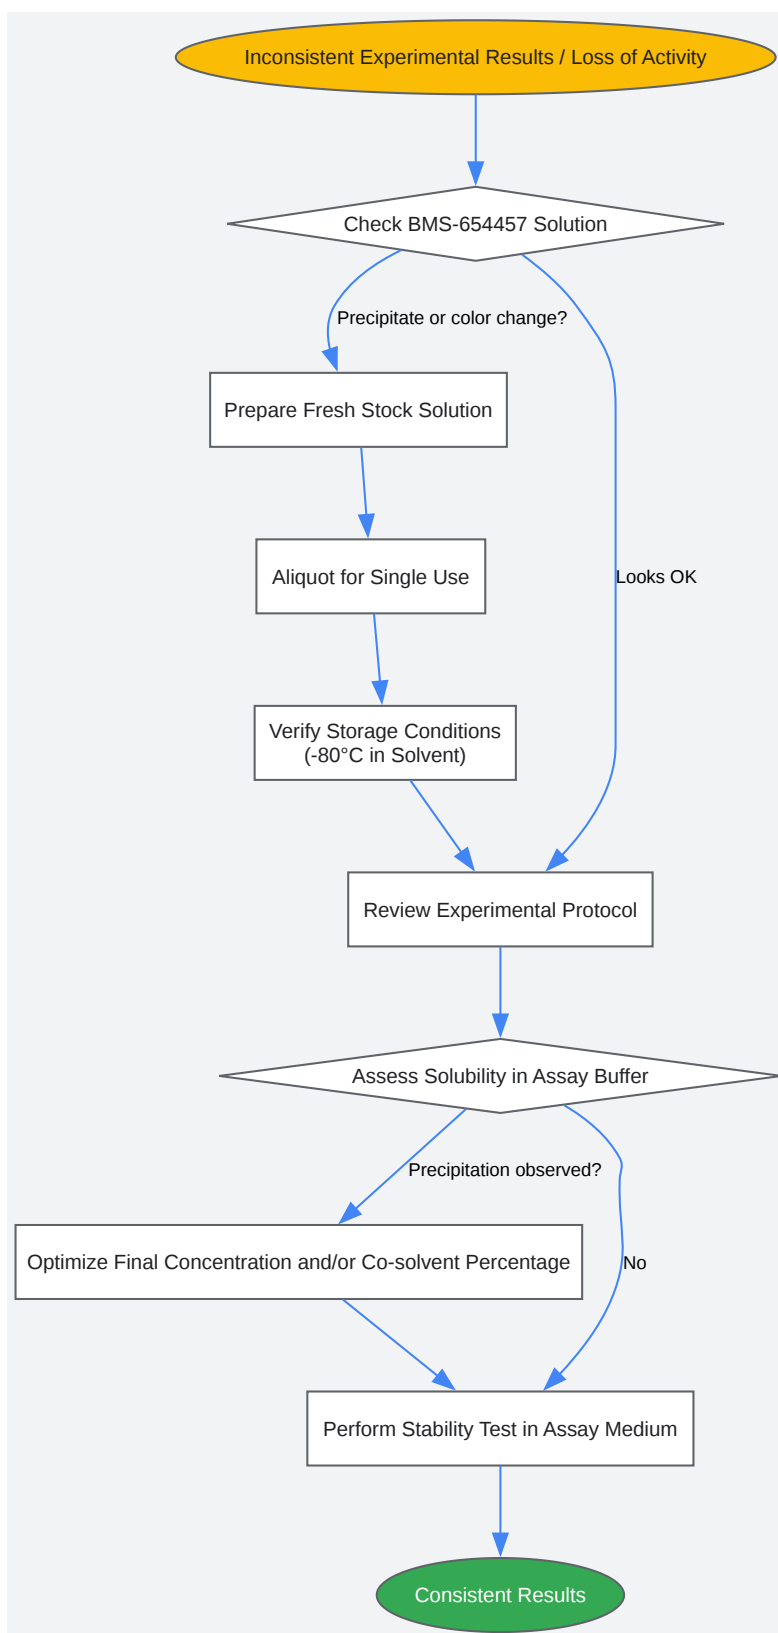 Inconsistent Experimental Results / Loss of Activity
Check BMS-654457 Solution
Precipitate or color change?
Prepare Fresh Stock Solution
Aliquot for Single Use
Looks OK
Verify Storage Conditions
(-80°C in Solvent)
Review Experimental Protocol
Assess Solubility in Assay Buffer
Precipitation observed?
Optimize Final Concentration and/or Co-solvent Percentage
No
Perform Stability Test in Assay Medium
Consistent Results